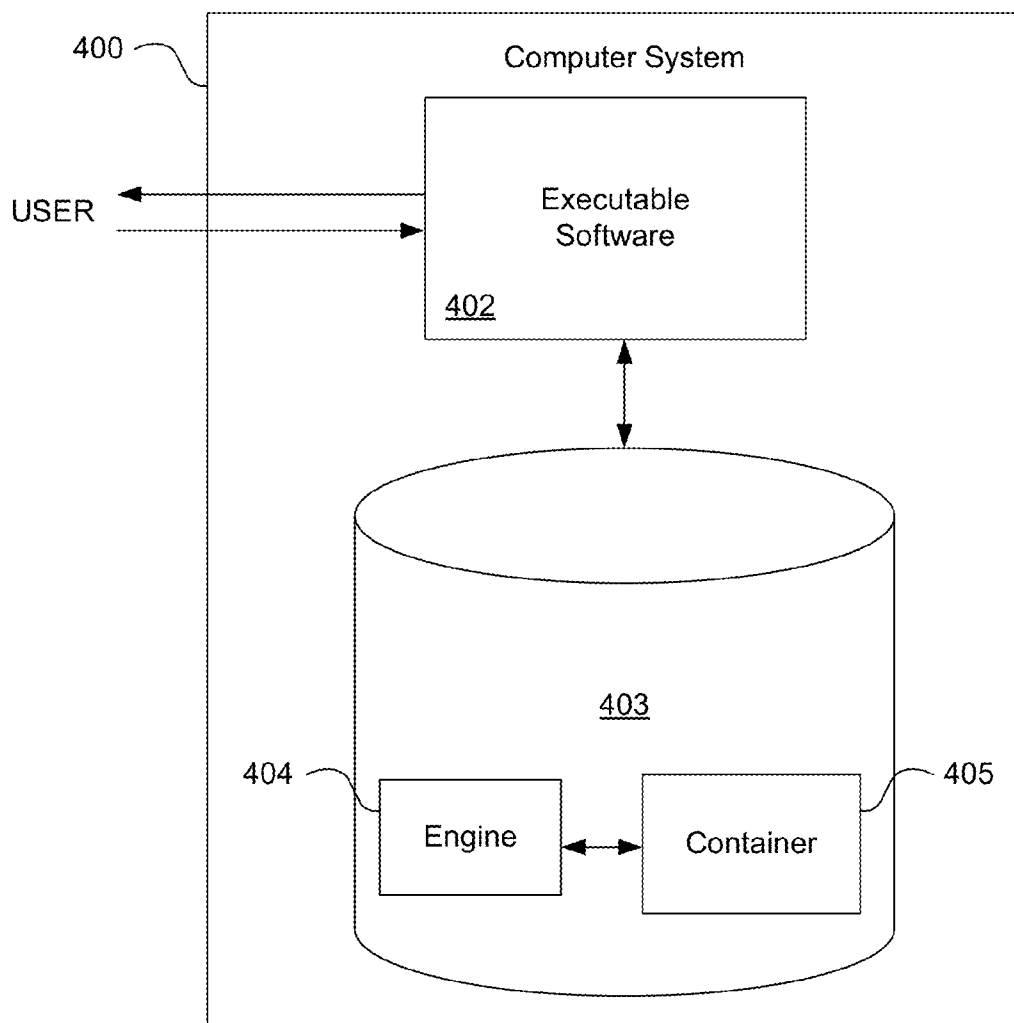 400
Computer System
USER
Executable
Software
402
403
404
405
Engine
Container